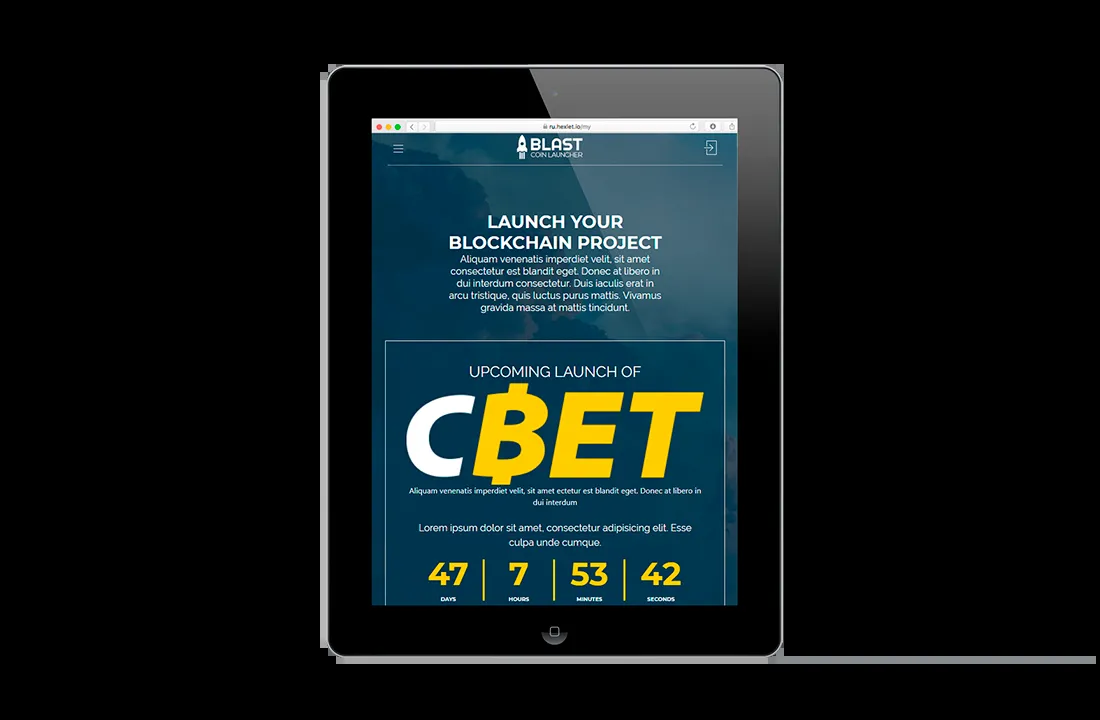 ru.hexlet.io/my
BLAST
COIN LAUNCHER
LAUNCH YOUR
BLOCKCHAIN PROJECT
Aliquam venenatis imperdiet velit, sit amet
consectetur est blandit eget. Donec at libero in
dui interdum consectetur. Duis iaculis erat in
arcu tristique, quis luctus purus mattis. Vivamus
gravida massa at mattis tincidunt.
UPCOMING LAUNCH OF
CBET
Aliquam venenatis imperdiet velit, sit amet ectetur est blandit eget. Donec at libero in
dui interdum
Lorem ipsum dolor sit amet, consectetur adipisicing elit. Esse
culpa unde cumque.
47 7 53 42
DAYS HOURS MINUTES SECONDS